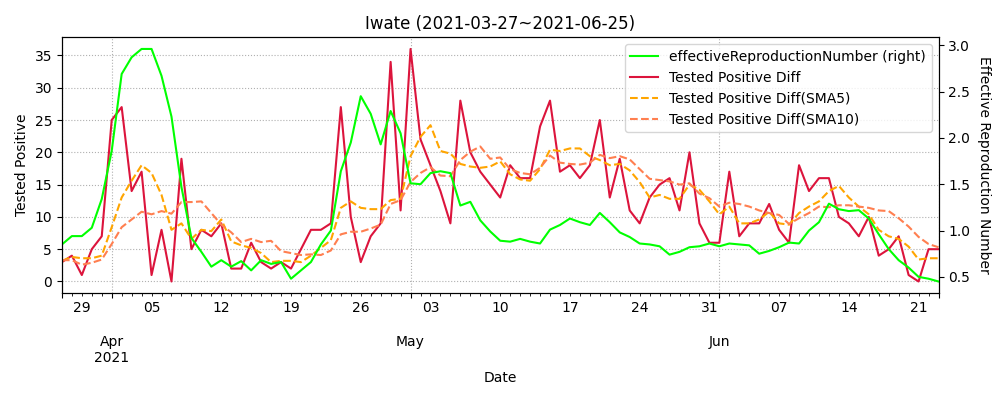 Iwate (2021-03-27~2021-06-25)
effectiveReproductionNumber (right)
Tested Positive Diff
Tested Positive Diff(SMA5)
Tested Positive Diff(SMA10)
Tested Positive
35
30
25
20
15
10
5
0
3.0
2.5
2.0
1.5
1.0
0.5
Effective Reproduction Number
29 05 12 19 26 03 10 17 24 31 07 14 21
Apr May Jun
2021
Date